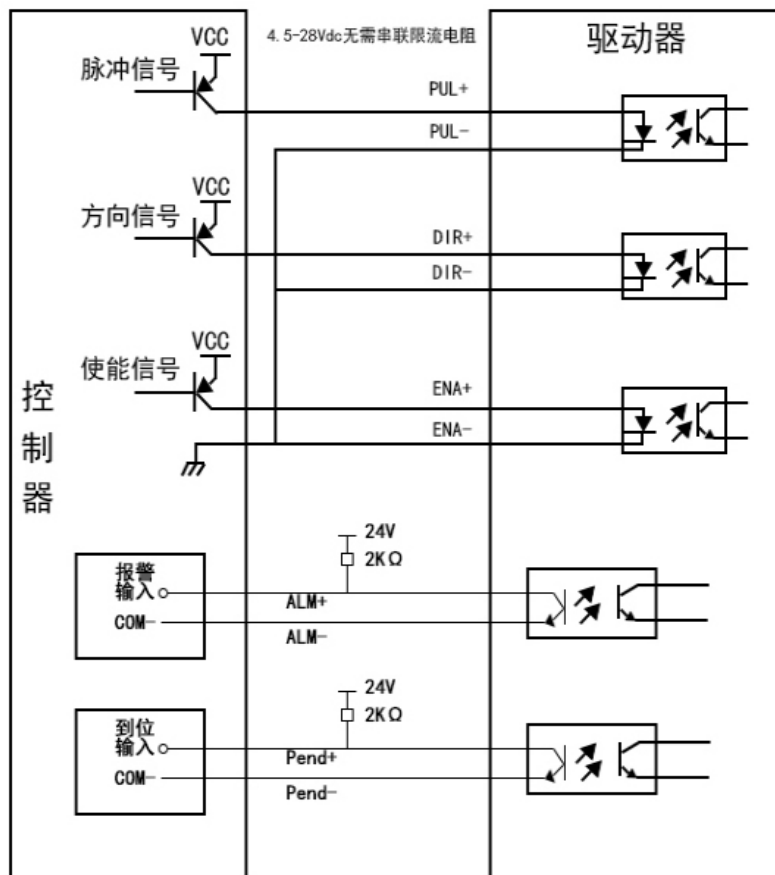 4.5-28Vdc无需串联限流电阻
驱动器
VCC
脉冲信号
PUL+
PUL-
VCC
方向信号
DIR+
DIR-
VCC
使能信号
ENA+
ENA-
控制器
24V
2KΩ
报警
输入
ALM+
COM-
ALM-
24V
2KΩ
到位
输入
Pend+
COM-
Pend-